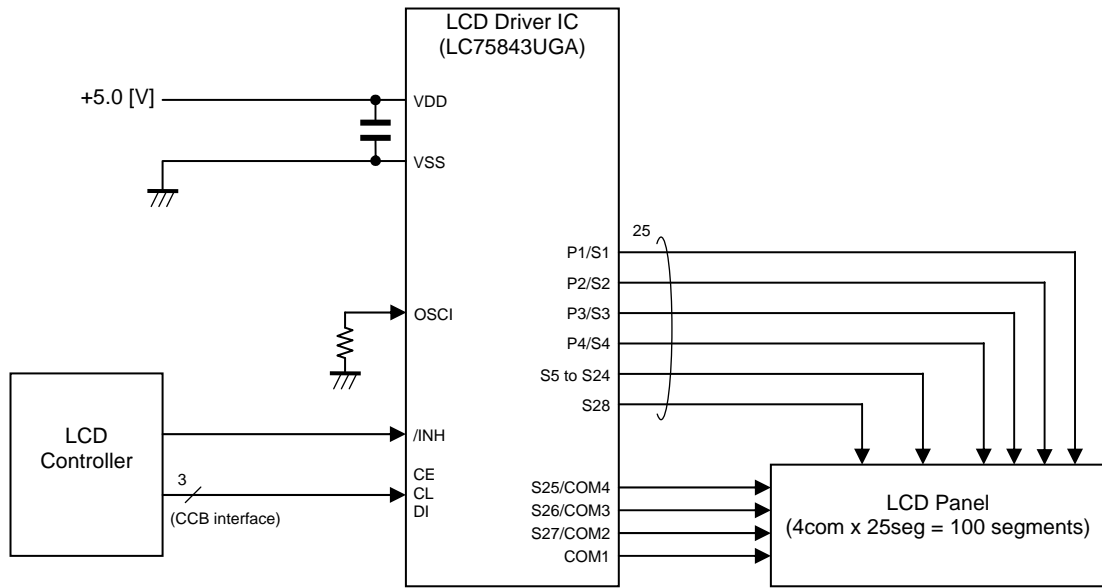 LCD Driver IC
(LC75843UGA)
+5.0 [V]
VDD
VSS
25
P1/S1
P2/S2
OSCI
P3/S3
P4/S4
S5 to S24
S28
LCD
Controller
/INH
3
(CCB interface)
CE
CL
DI
S25/COM4
S26/COM3
S27/COM2
COM1
LCD Panel
(4com x 25seg = 100 segments)